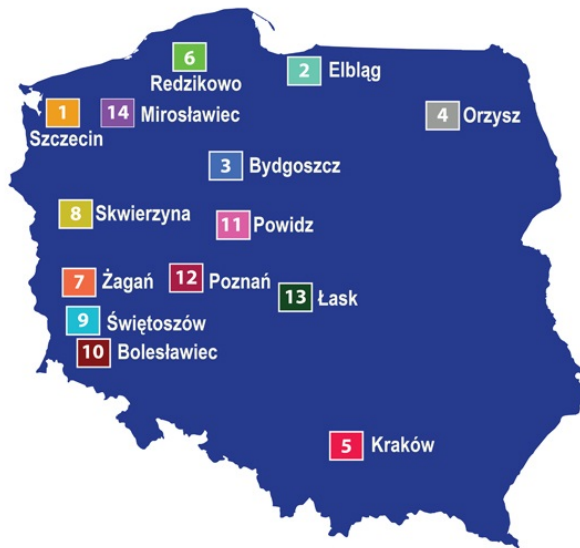 6
Redzikowo
2 Elbląg
1
Szczecin
14 Mirosławiec
4 Orzysz
3 Bydgoszcz
8 Skwierzyna
11 Powidz
7 Żagań
12 Poznań
13 Łask
9 Świętoszów
10 Bolesławiec
5 Kraków